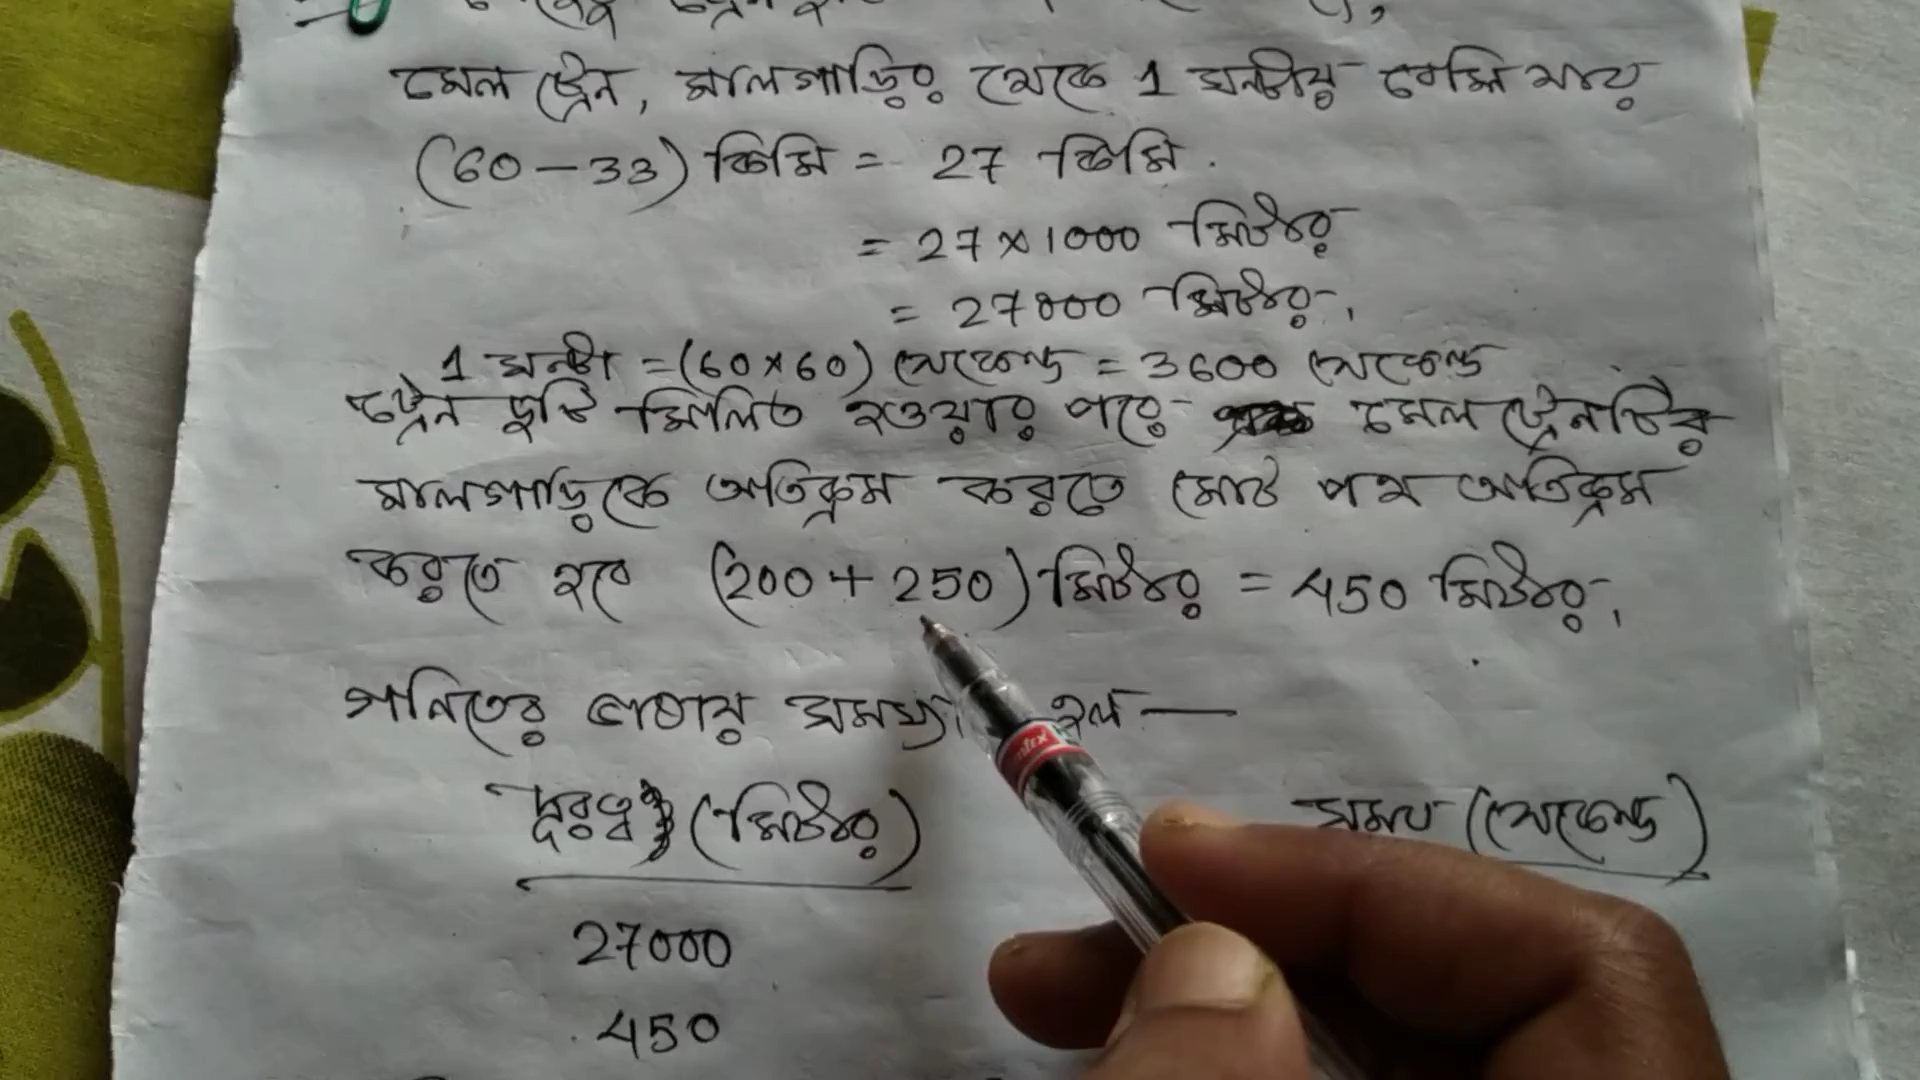 মেল ট্রেন, মালগাড়ির থেকে 1 ঘন্টায় বেশি যায়
(60-33) কিমি = 27 কিমি.
= 27×1000 মিটার
= 27000 মিটার,
1 ঘন্টা =(60×60) সেকেন্ড = 3600 সেকেন্ড
ট্রেন দুটি মিলিত হওয়ার পরে মেল ট্রেনটির
মালগাড়িকে অতিক্রম করতে মোট পথ অতিক্রম
করতে হবে (200+250) মিটার = 450 মিটার,
গনিতের ভাষায় সমস্যা হল —
দূরত্ব (মিটার) সময় (সেকেন্ড)
27000
450